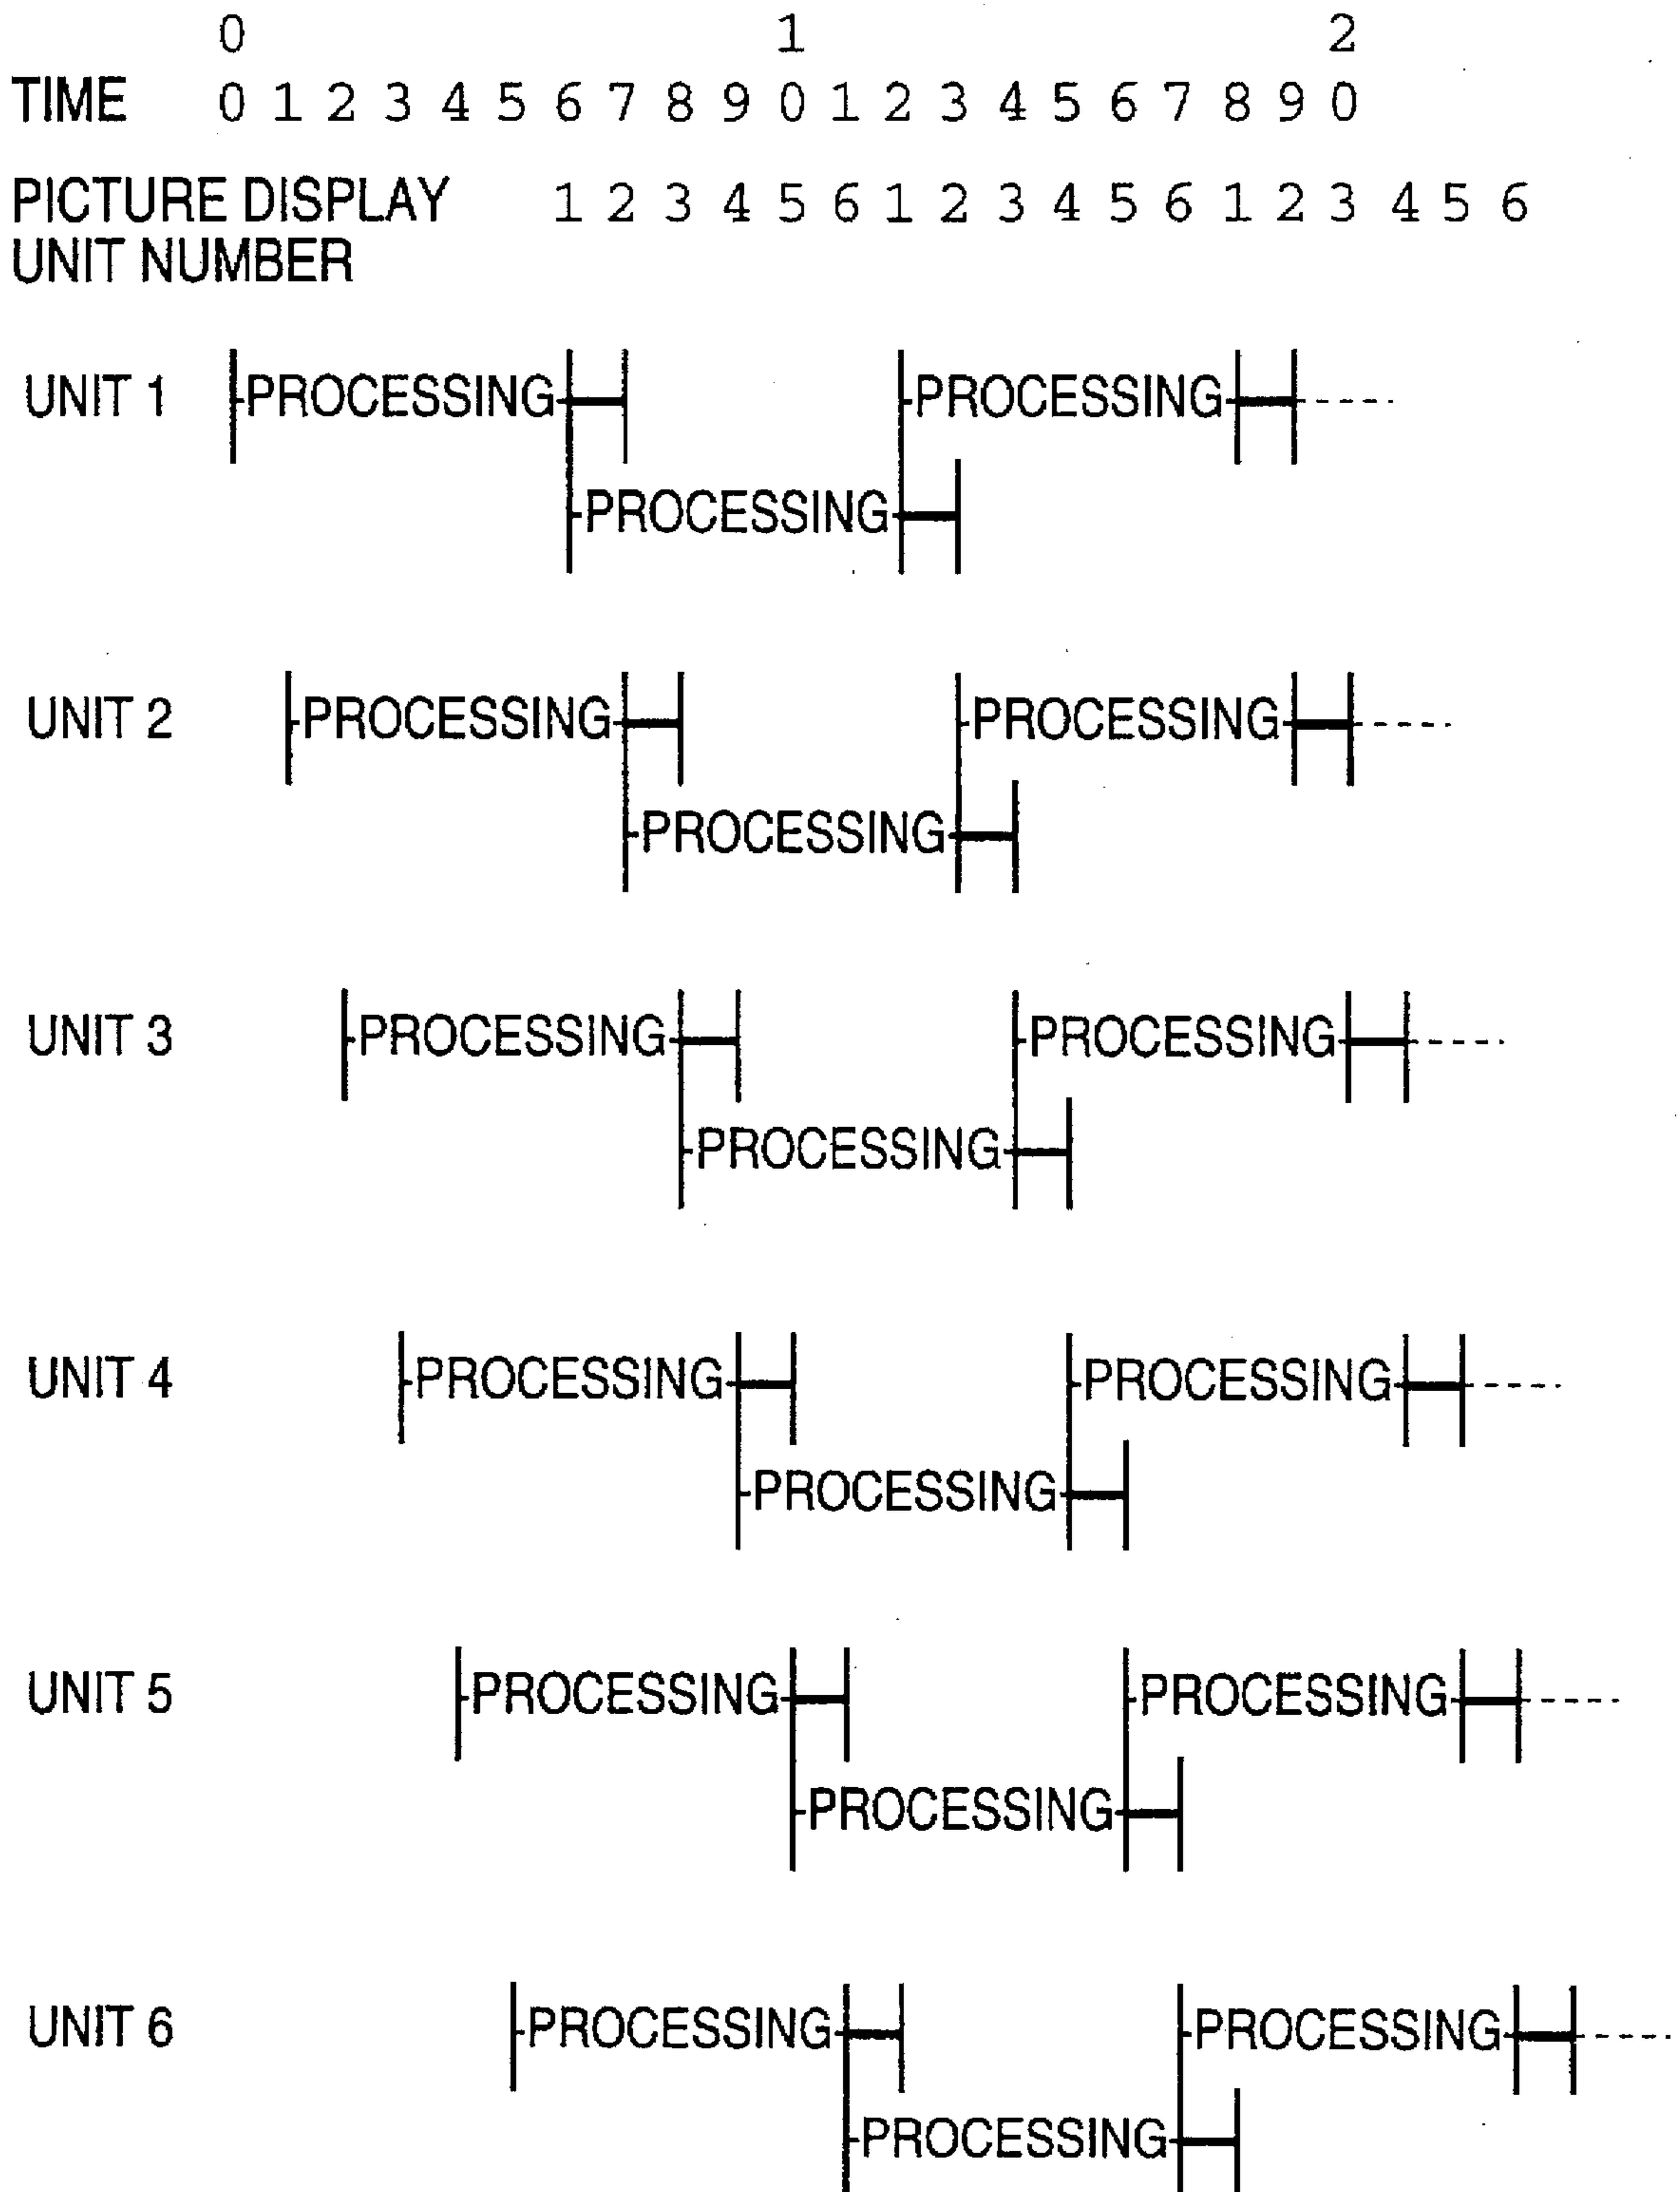 0 1 2
TIME 0 1 2 3 4 5 6 7 8 9 0 1 2 3 4 5 6 7 8 9 0
PICTURE DISPLAY 1 2 3 4 5 6 1 2 3 4 5 6 1 2 3 4 5 6
UNIT NUMBER
UNIT 1 PROCESSING PROCESSING
PROCESSING
UNIT 2 PROCESSING PROCESSING
PROCESSING
UNIT 3 PROCESSING PROCESSING
PROCESSING
UNIT 4 PROCESSING PROCESSING
PROCESSING
UNIT 5 PROCESSING PROCESSING
PROCESSING
UNIT 6 PROCESSING PROCESSING
PROCESSING